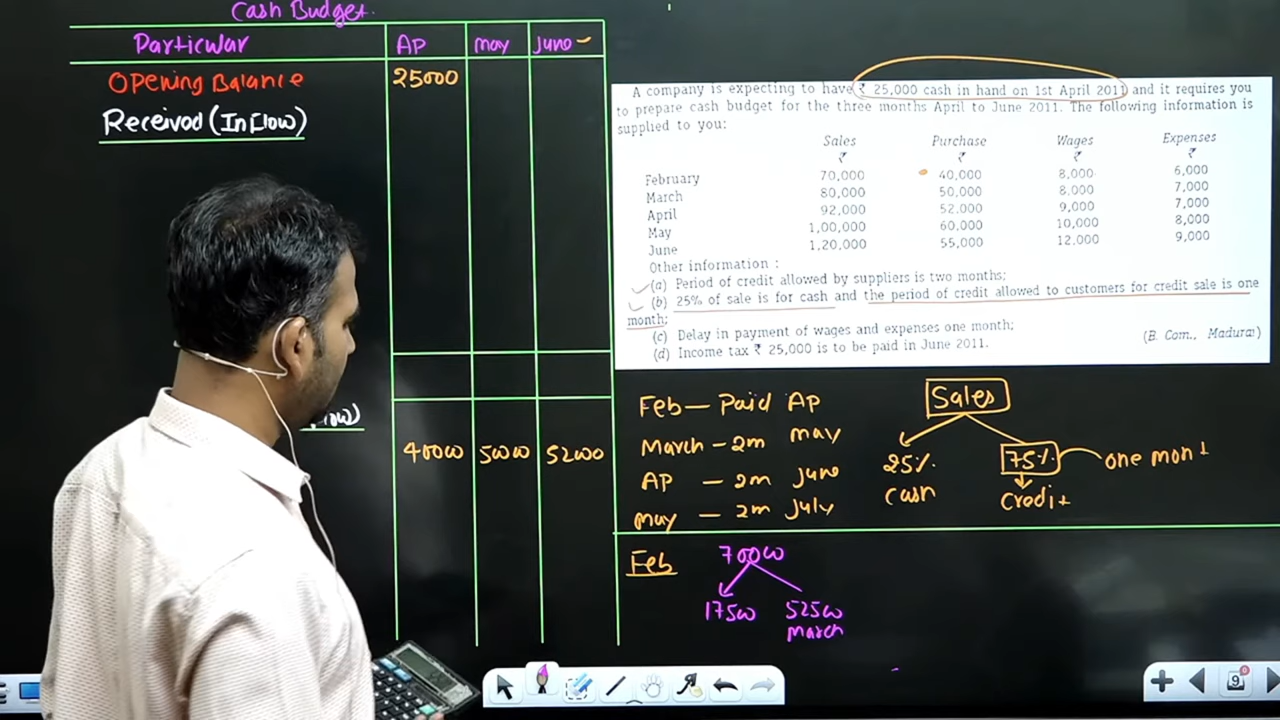 Cash Budget.
Particular AP may June
Opening Balance 25000
Received (Inflow)
40000 50000 52000
A company is expecting to have ₹ 25,000 cash in hand on 1st April 2011 and it requires you
to prepare cash budget for the three months April to June 2011. The following information is
supplied to you:
Sales Purchase Wages Expenses
₹ ₹ ₹ ₹
February 70,000 40,000 8,000 6,000
March 80,000 50,000 8,000 7,000
April 92,000 52.000 9,000 7,000
May 1,00,000 60,000 10,000 8,000
June 1,20,000 55,000 12.000 9,000
Other information :
(a) Period of credit allowed by suppliers is two months;
(b) 25% of sale is for cash and the period of credit allowed to customers for credit sale is one
month;
(c) Delay in payment of wages and expenses one month;
(d) Income tax ₹ 25,000 is to be paid in June 2011. (B. Com., Madurai)
Feb — Paid AP
March - 2m may
AP - 2m June
may - 2m July
Sales
25% 75% one mont
cash credit
Feb 70000
17500 52500
March
9